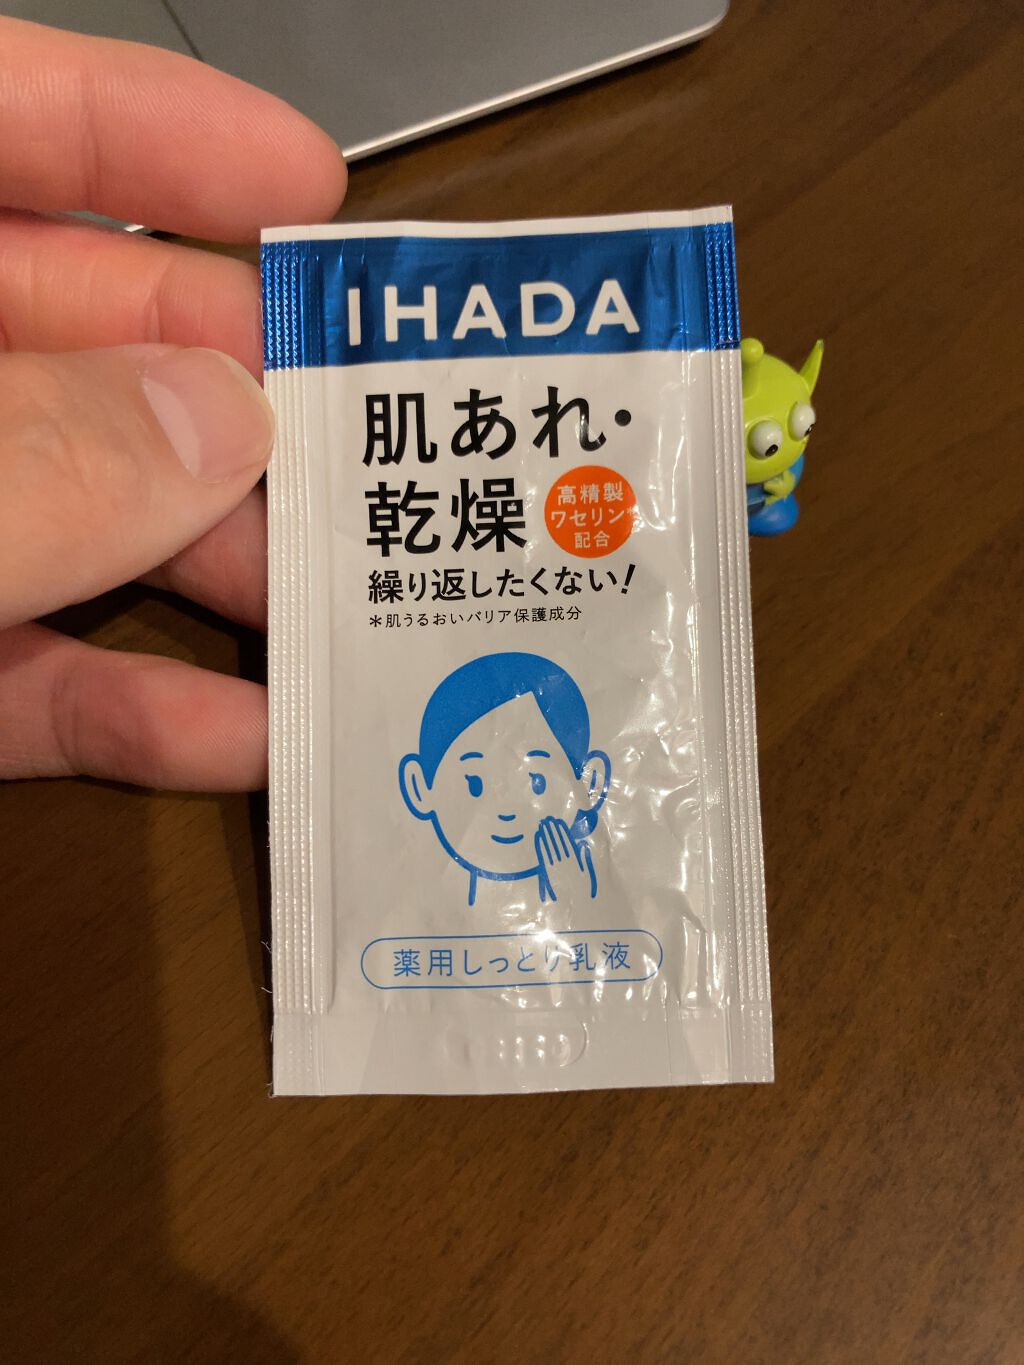 IHADA
肌あれ・
乾燥
高精製
ワセリン*
配合
繰り返したくない!
*肌うるおいバリア保護成分
薬用しっとり乳液